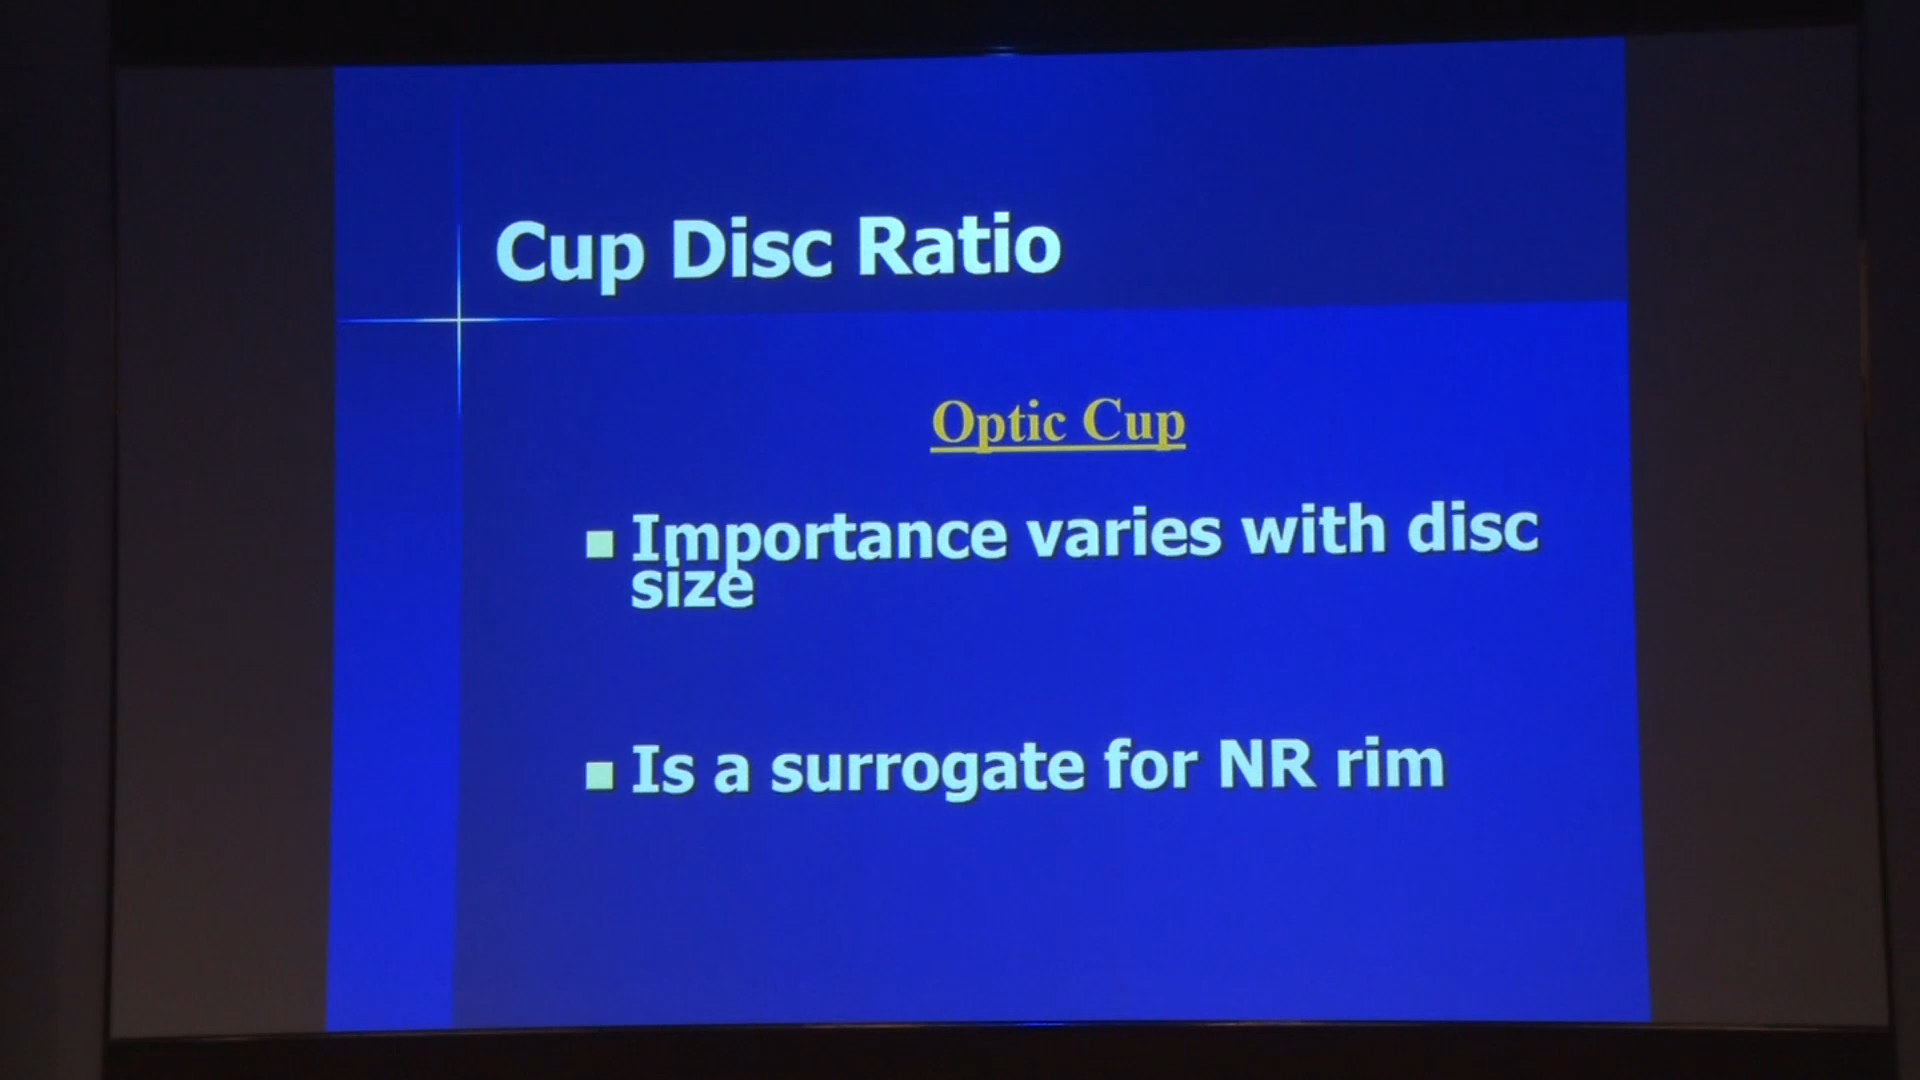 Cup Disc Ratio
Optic Cup
Importance varies with disc
size
Is a surrogate for NR rim